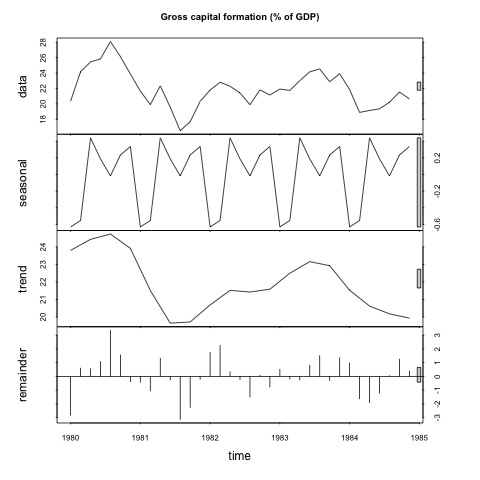 Gross capital formation (% of GDP)
data
18 20 22 24 26 28
seasonal
-0.6 -0.2 0.2
trend
20 21 22 23 24
remainder
-3 -2 -1 0 1 2 3
1980 1981 1982 1983 1984 1985
time